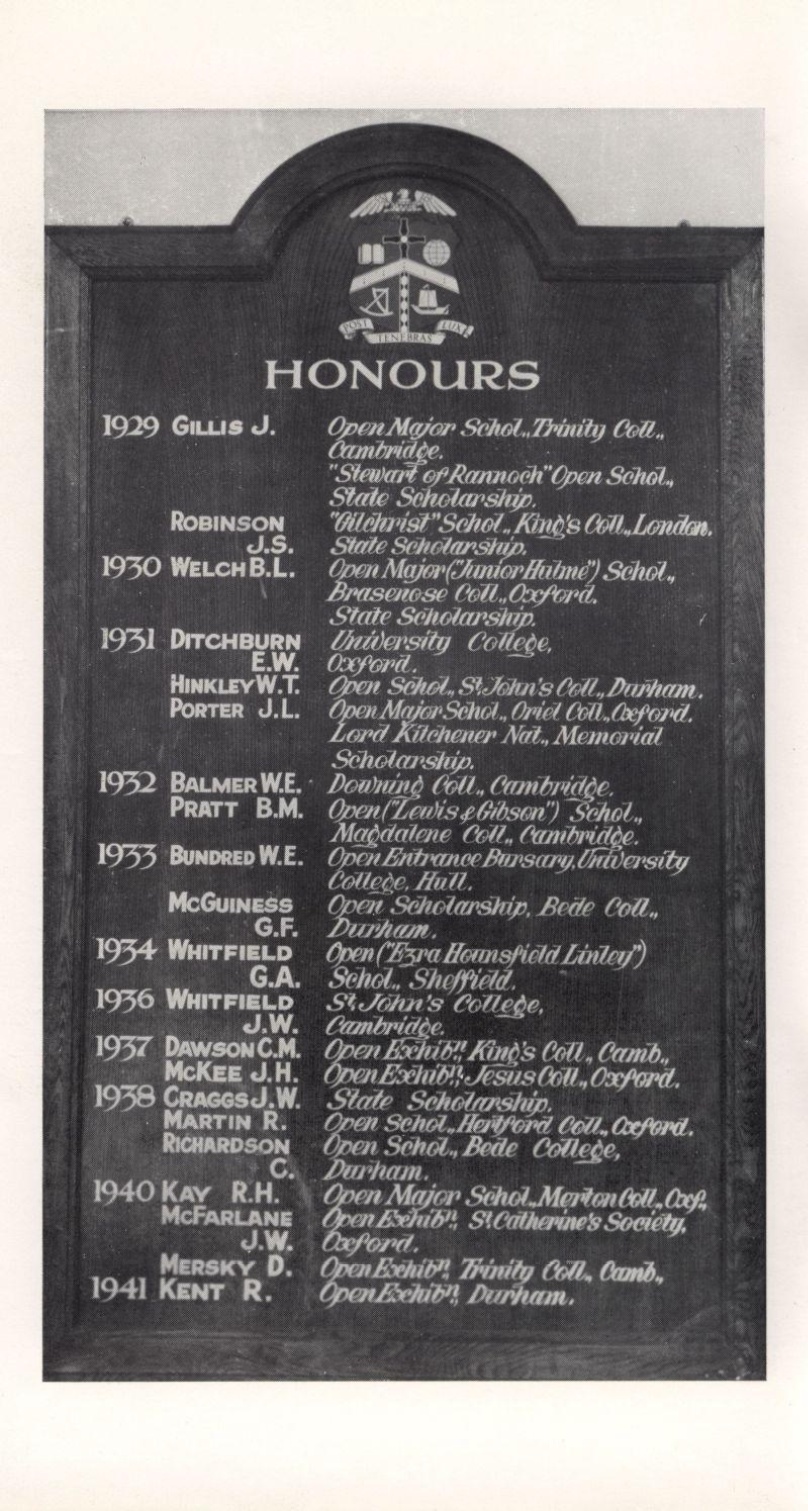 POST TENEBRAS LUX
HONOURS
1929 GILLIS J. Open Major Schol., Trinity Coll.,
Cambridge.
"Stewart of Rannoch" Open Schol.,
State Scholarship.
ROBINSON "Gilchrist" Schol., King's Coll., London.
J.S. State Scholarship.
1930 WELCH B.L. Open Major ("Junior Hulme") Schol.,
Brasenose Coll., Oxford.
State Scholarship.
1931 DITCHBURN University College,
E.W. Oxford.
HINKLEY W.T. Open Schol., St. John's Coll., Durham.
PORTER J.L. Open Major Schol., Oriel Coll., Oxford.
Lord Kitchener Nat., Memorial
Scholarship.
1932 BALMER W.E. Downing Coll., Cambridge.
PRATT B.M. Open ("Lewis & Gibson") Schol.,
Magdalene Coll., Cambridge.
1933 BUNDRED W.E. Open Entrance Bursary, University
College, Hull.
MCGUINESS Open Scholarship, Bede Coll.,
G.F. Durham.
1934 WHITFIELD Open ("Ezra Hounsfield Linley")
G.A. Schol., Sheffield.
1936 WHITFIELD St. John's College,
J.W. Cambridge.
1937 DAWSON C.M. Open Exhibn., King's Coll., Camb.,
MCKEE J.H. Open Exhibn., Jesus Coll., Oxford.
1938 CRAGGS J.W. State Scholarship.
MARTIN R. Open Schol., Hertford Coll., Oxford.
RICHARDSON Open Schol., Bede College,
C. Durham.
1940 KAY R.H. Open Major Schol., Merton Coll., Oxf.,
MCFARLANE Open Exhibn., St. Catherine's Society,
J.W. Oxford.
MERSKY D. Open Exhibn., Trinity Coll., Camb.,
1941 KENT R. Open Exhibn., Durham.